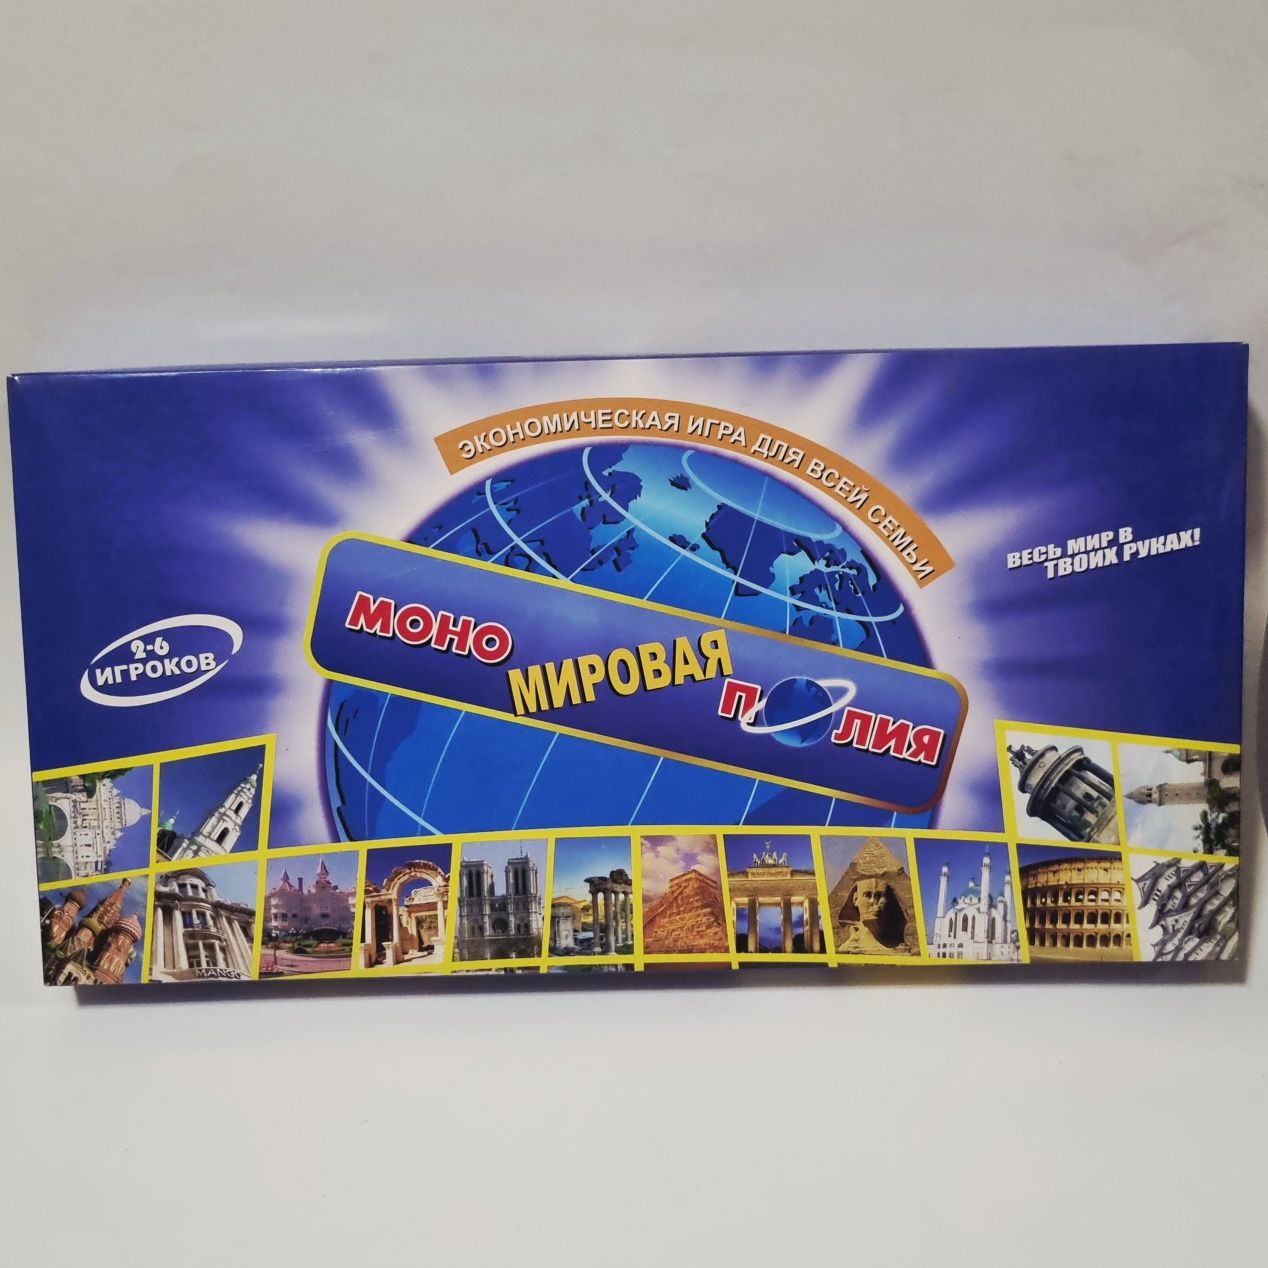 ЭКОНОМИЧЕСКАЯ ИГРА ДЛЯ ВСЕЙ СЕМЬИ
ВЕСЬ МИР В
ТВОИХ РУКАХ!
МОНО
МИРОВАЯ
ПОЛИЯ
2-6
ИГРОКОВ
MANGO